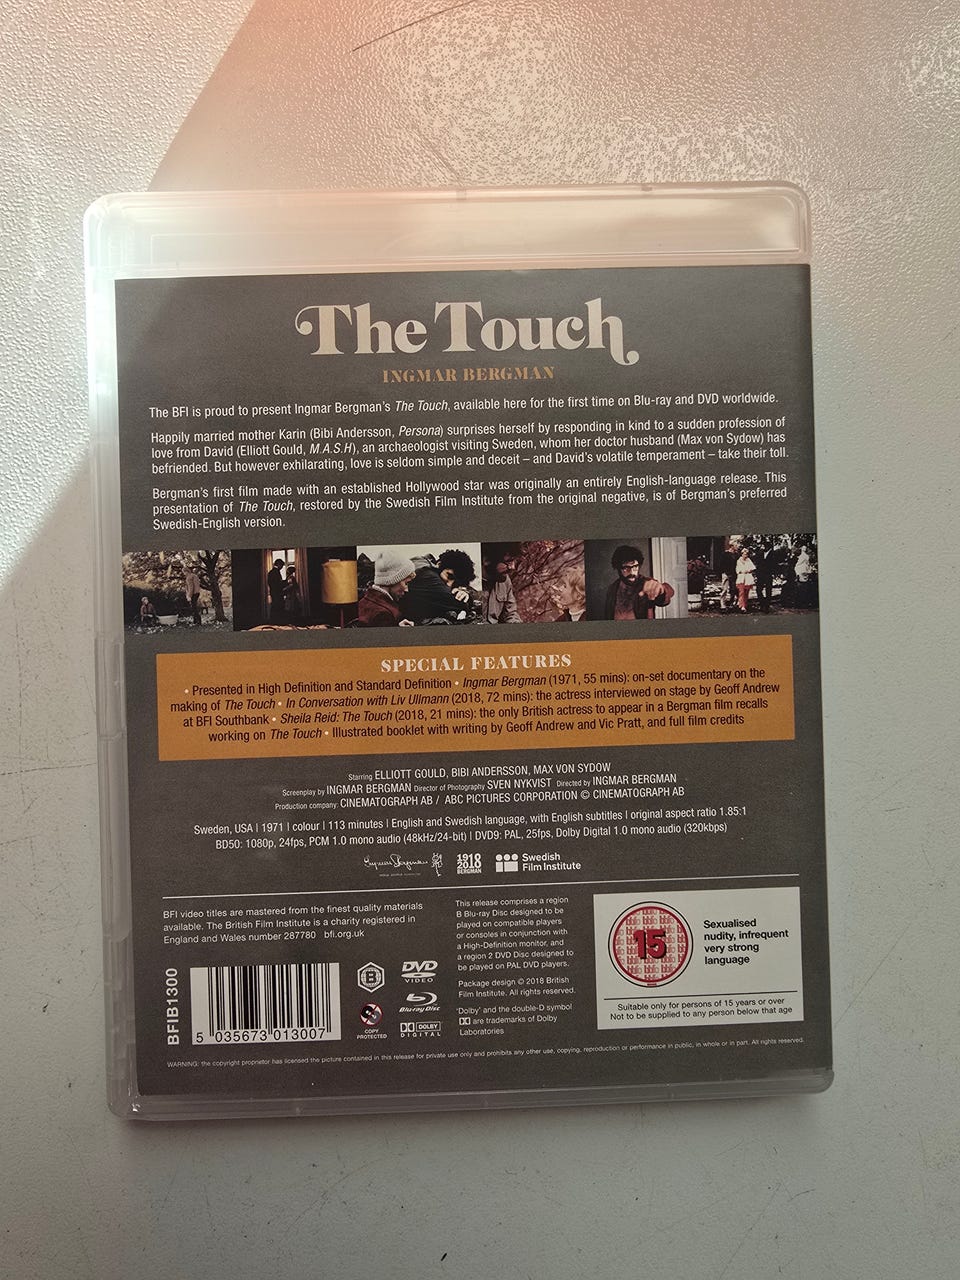 The Touch
INGMAR BERGMAN
The BFI is proud to present Ingmar Bergman's The Touch, available here for the first time on Blu-ray and DVD worldwide.
Happily married mother Karin (Bibi Andersson, Persona) surprises herself by responding in kind to a sudden profession of
love from David (Elliott Gould, M.A.S.H), an archaeologist visiting Sweden, whom her doctor husband (Max von Sydow) has
befriended. But however exhilarating, love is seldom simple and deceit – and David's volatile temperament – take their toll.
Bergman's first film made with an established Hollywood star was originally an entirely English-language release. This
presentation of The Touch, restored by the Swedish Film Institute from the original negative, is of Bergman's preferred
Swedish-English version.
SPECIAL FEATURES
• Presented in High Definition and Standard Definition • Ingmar Bergman (1971, 55 mins): on-set documentary on the
making of The Touch • In Conversation with Liv Ullmann (2018, 72 mins): the actress interviewed on stage by Geoff Andrew
at BFI Southbank • Sheila Reid: The Touch (2018, 21 mins): the only British actress to appear in a Bergman film recalls
working on The Touch • Illustrated booklet with writing by Geoff Andrew and Vic Pratt, and full film credits
Starring ELLIOTT GOULD, BIBI ANDERSSON, MAX VON SYDOW
Screenplay by INGMAR BERGMAN Director of Photography SVEN NYKVIST Directed by INGMAR BERGMAN
Production company: CINEMATOGRAPH AB / ABC PICTURES CORPORATION © CINEMATOGRAPH AB
Sweden, USA | 1971 | colour | 113 minutes | English and Swedish language, with English subtitles | original aspect ratio 1.85:1
BD50: 1080p, 24fps, PCM 1.0 mono audio (48kHz/24-bit) | DVD9: PAL, 25fps, Dolby Digital 1.0 mono audio (320kbps)
1918
2018
BERGMAN
Swedish
Film Institute
BFI video titles are mastered from the finest quality materials
available. The British Film Institute is a charity registered in
England and Wales number 287780 bfi.org.uk
BFIB1300
5 035673 013007
B
DVD
VIDEO
COPY
PROTECTED
Blu-ray Disc
DOLBY
DIGITAL
This release comprises a region
B Blu-ray Disc designed to be
played on compatible players
or consoles in conjunction with
a High-Definition monitor, and
a region 2 DVD Disc designed to
be played on PAL DVD players.
Package design © 2018 British
Film Institute. All rights reserved.
'Dolby' and the double-D symbol
are trademarks of Dolby
Laboratories
15
Sexualised
nudity, infrequent
very strong
language
Suitable only for persons of 15 years or over
Not to be supplied to any person below that age
WARNING: the copyright proprietor has licensed the picture contained in this release for private use only and prohibits any other use, copying, reproduction or performance in public, in whole or in part. All rights reserved.